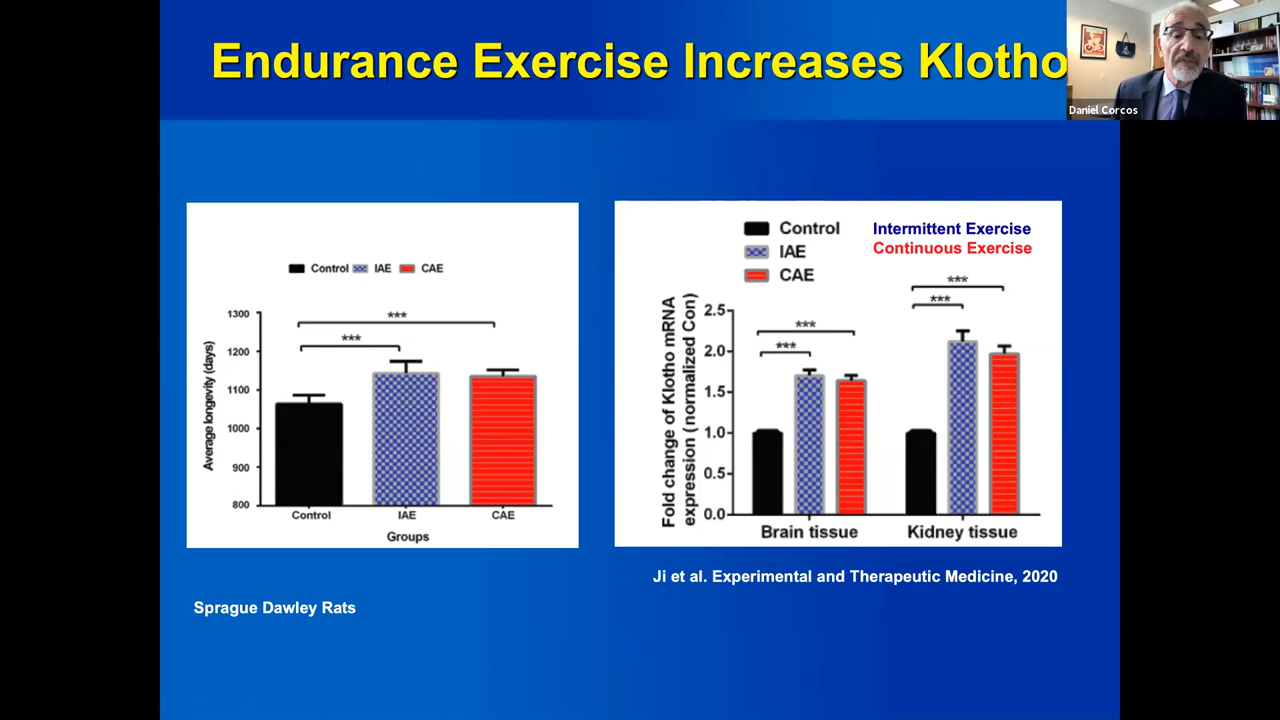 Endurance Exercise Increases Klotho
Daniel Corcos
Control IAE CAE
***
***
1300
1200
1100
1000
900
800
Average longevity (days)
Control IAE CAE
Groups
Control
IAE
CAE
Intermittent Exercise
Continuous Exercise
***
***
***
***
2.5
2.0
1.5
1.0
0.5
0.0
Fold change of Klotho mRNA
expression (normalized Con)
Brain tissue Kidney tissue
Ji et al. Experimental and Therapeutic Medicine, 2020
Sprague Dawley Rats